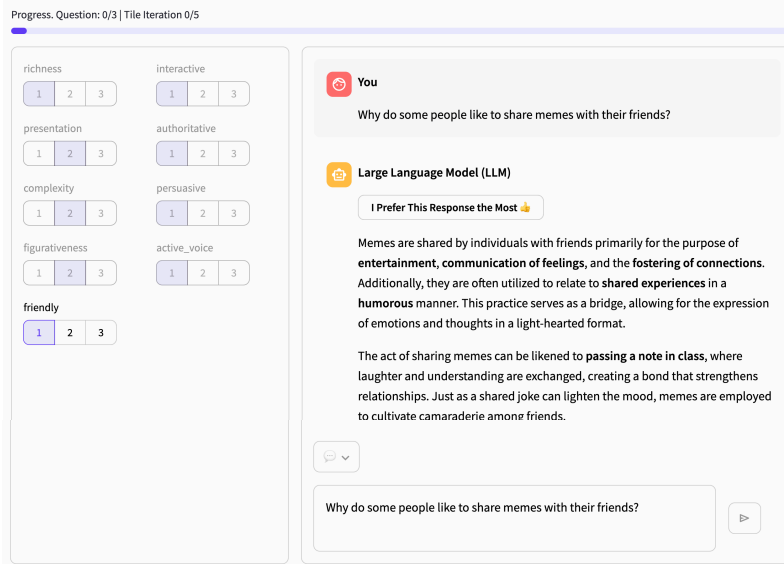 Progress. Question: 0/3 | Tile Iteration 0/5
richness
1 2 3
interactive
1 2 3
presentation
1 2 3
authoritative
1 2 3
complexity
1 2 3
persuasive
1 2 3
figurativeness
1 2 3
active_voice
1 2 3
friendly
1 2 3
You
Why do some people like to share memes with their friends?
Large Language Model (LLM)
I Prefer This Response the Most 👍
Memes are shared by individuals with friends primarily for the purpose of
entertainment, communication of feelings, and the fostering of connections.
Additionally, they are often utilized to relate to shared experiences in a
humorous manner. This practice serves as a bridge, allowing for the expression
of emotions and thoughts in a light-hearted format.
The act of sharing memes can be likened to passing a note in class, where
laughter and understanding are exchanged, creating a bond that strengthens
relationships. Just as a shared joke can lighten the mood, memes are employed
to cultivate camaraderie among friends.
Why do some people like to share memes with their friends?